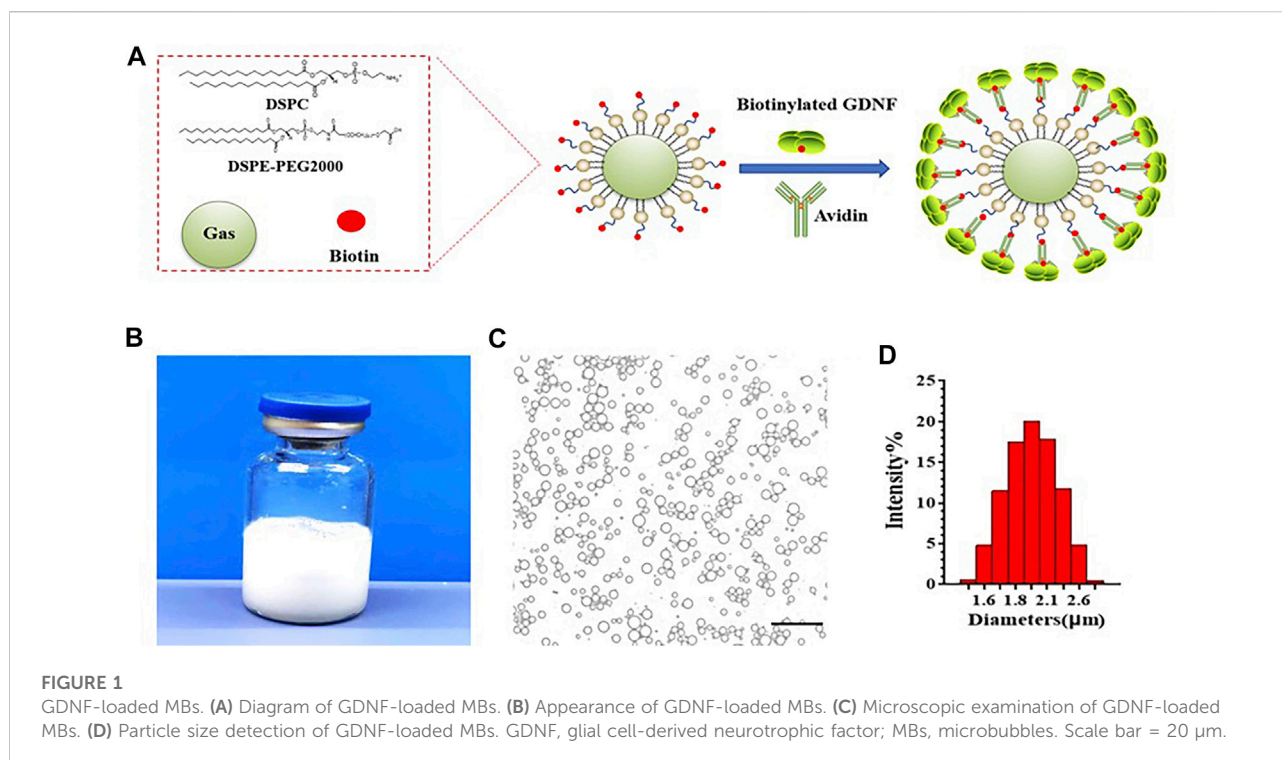 A
DSPC
DSPE-PEG2000
Gas
Biotin
Biotinylated GDNF
Avidin
B
C
D
25
20
15
10
5
0
Intensity%
1.6 1.8 2.1 2.6
Diameters(μm)
FIGURE 1
GDNF-loaded MBs. (A) Diagram of GDNF-loaded MBs. (B) Appearance of GDNF-loaded MBs. (C) Microscopic examination of GDNF-loaded
MBs. (D) Particle size detection of GDNF-loaded MBs. GDNF, glial cell-derived neurotrophic factor; MBs, microbubbles. Scale bar = 20 μm.